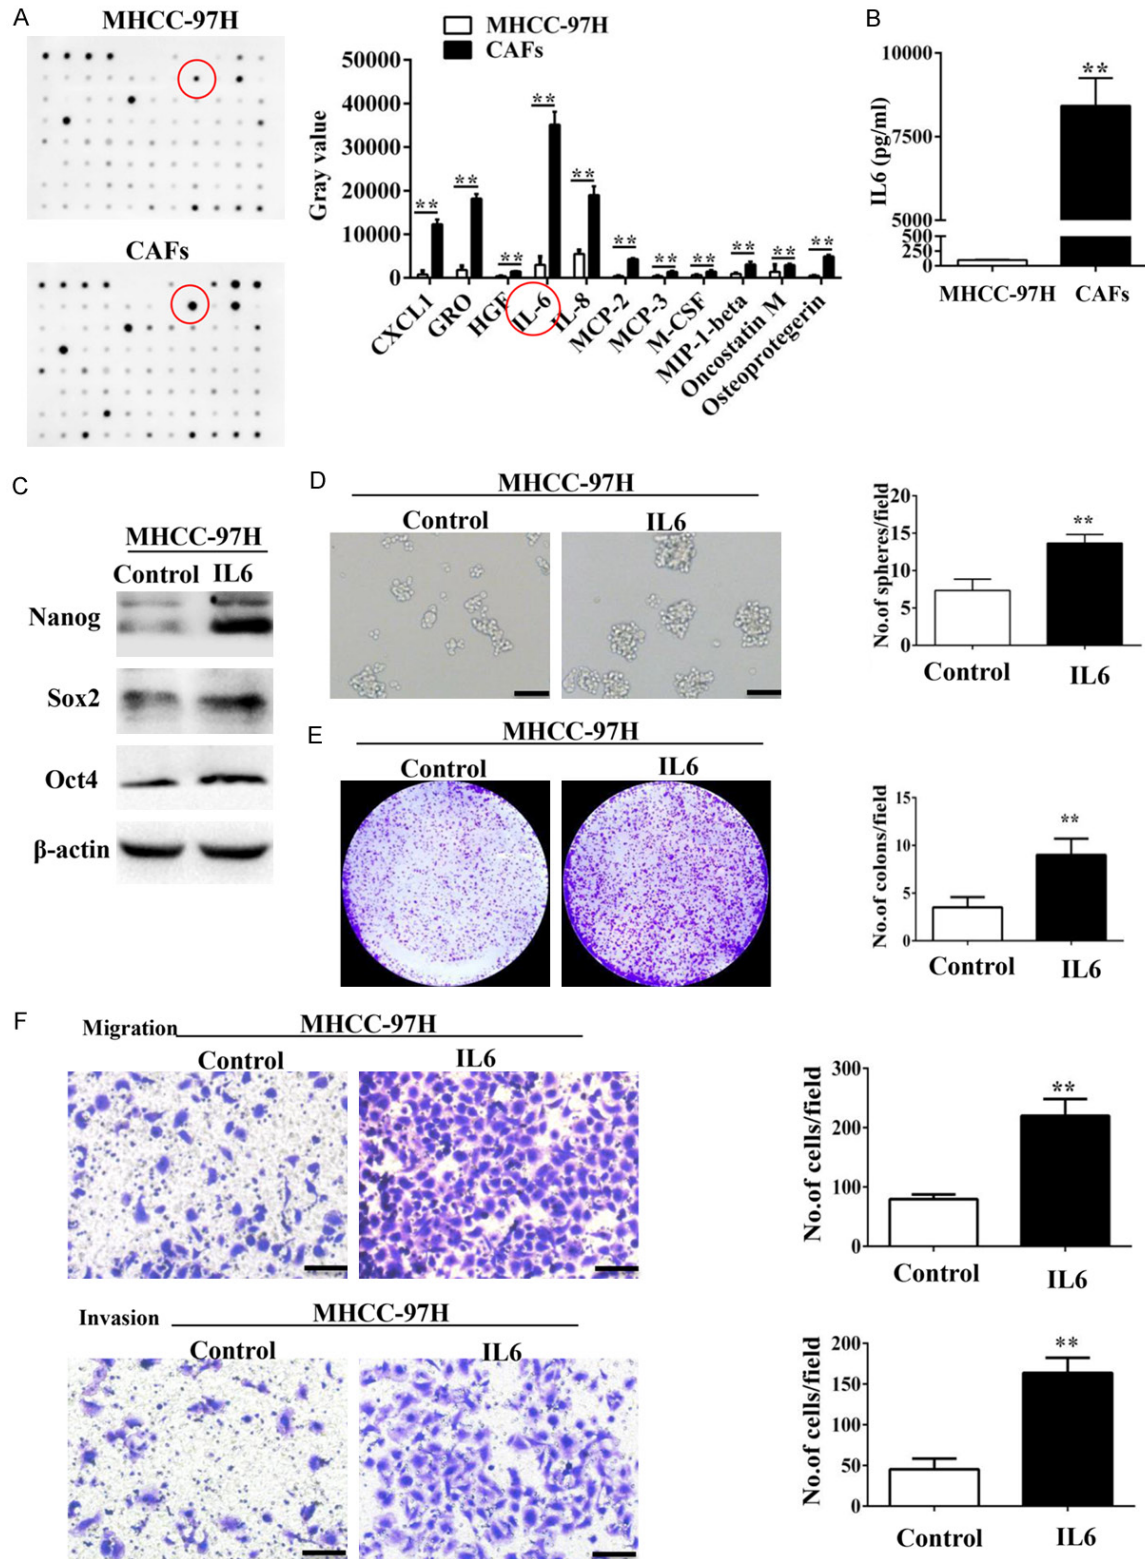 A
MHCC-97H
CAFs
MHCC-97H
CAFs
Gray value
50000
40000
30000
20000
10000
0
**
**
**
**
**
**
**
**
**
**
**
CXCL1
GRO
HGF
IL-6
IL-8
MCP-2
MCP-3
M-CSF
MIP-1-beta
Oncostatin M
Osteoprotegerin
B
IL6 (pg/ml)
10000
7500
5000
500
250
0
**
MHCC-97H
CAFs
C
MHCC-97H
Control IL6
Nanog
Sox2
Oct4
β-actin
D
MHCC-97H
Control
IL6
No.of spheres/field
20
15
10
5
0
**
Control
IL6
E
MHCC-97H
Control
IL6
No.of colons/field
15
10
5
0
**
Control
IL6
F
Migration
MHCC-97H
Control
IL6
No.of cells/field
300
200
100
0
**
Control
IL6
Invasion
MHCC-97H
Control
IL6
No.of cells/field
200
150
100
50
0
**
Control
IL6